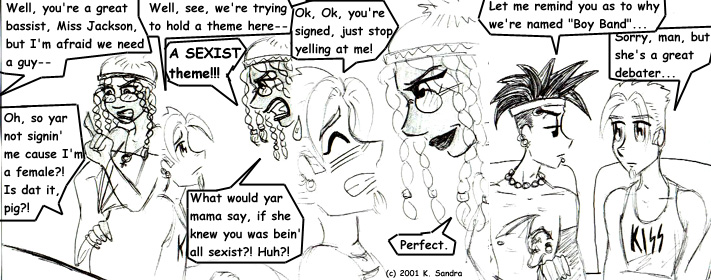 Well, you're a great
bassist, Miss Jackson,
but I'm afraid we need
a guy--
Oh, so yar
not signin'
me cause I'm
a female?!
Is dat it,
pig?!
Well, see, we're trying
to hold a theme here--
A SEXIST
theme!!!
What would yar
mama say, if she
knew you was bein'
all sexist?! Huh?!
Ok, Ok, you're
signed, just stop
yelling at me!
Perfect.
Let me remind you as to why
we're named "Boy Band"...
Sorry, man, but
she's a great
debater...
KISS
KISS
(c) 2001 K. Sandra